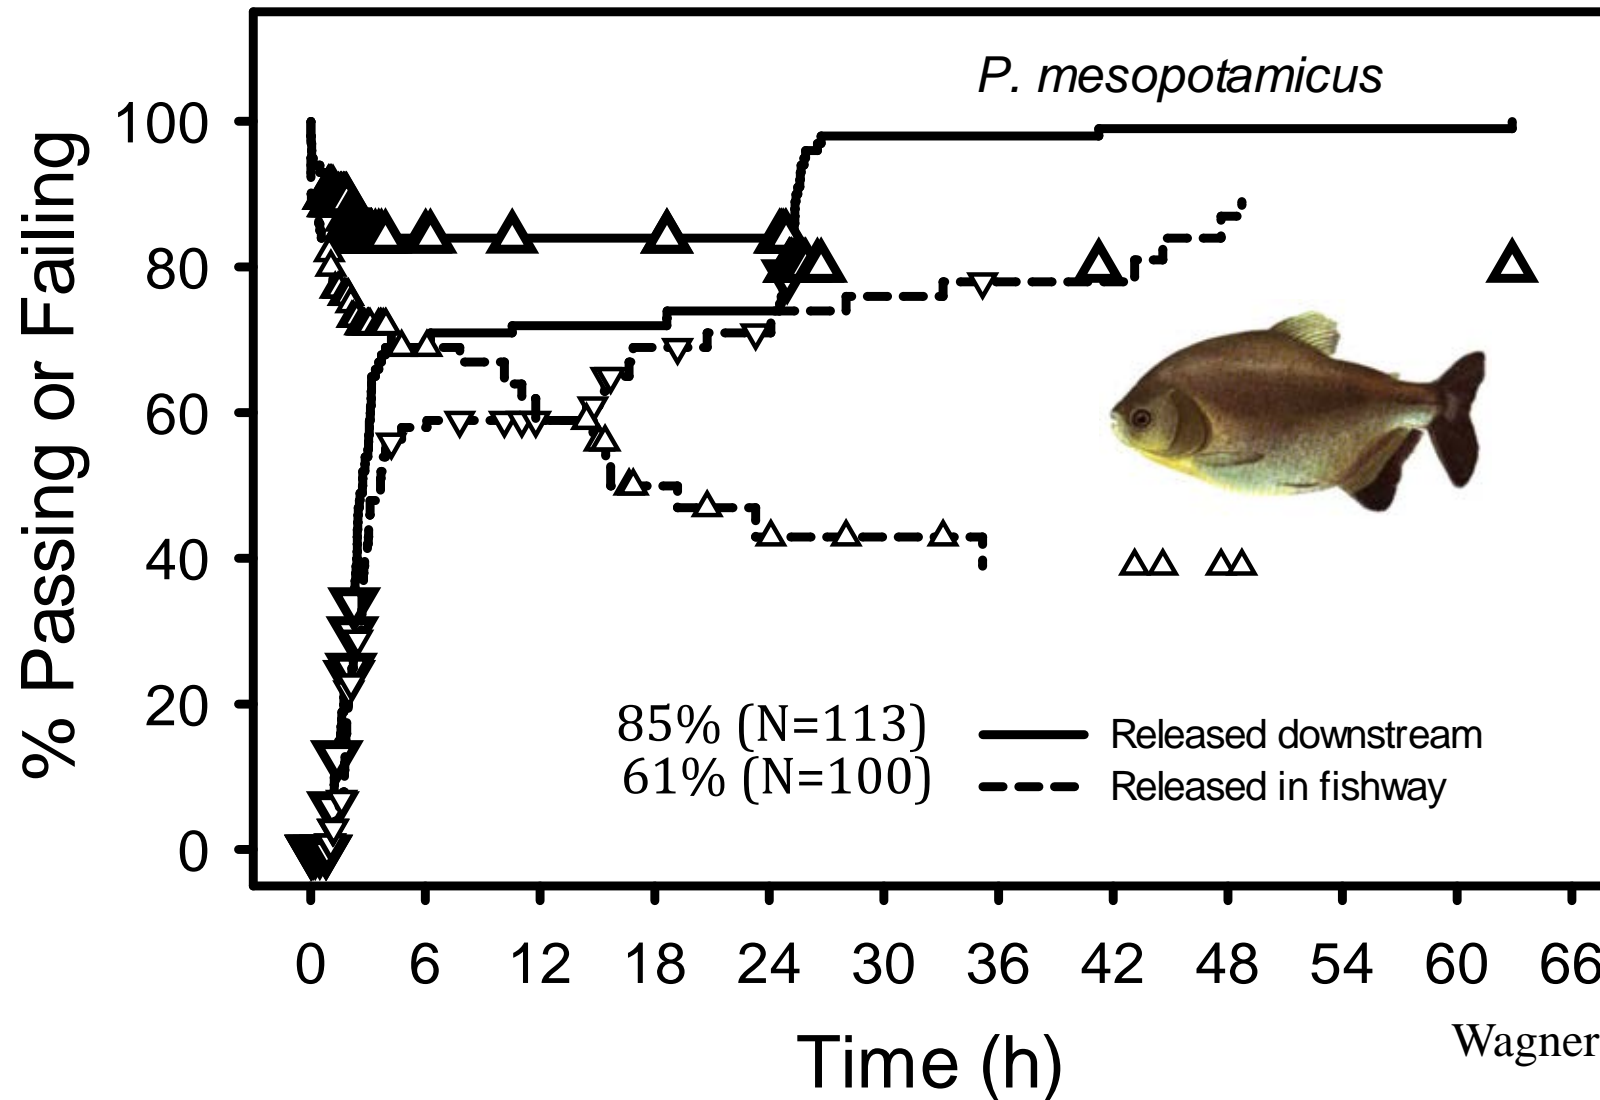 P. mesopotamicus
% Passing or Failing
100
80
60
40
20
0
85% (N=113)
61% (N=100)
Released downstream
Released in fishway
0 6 12 18 24 30 36 42 48 54 60 66
Time (h)
Wagner